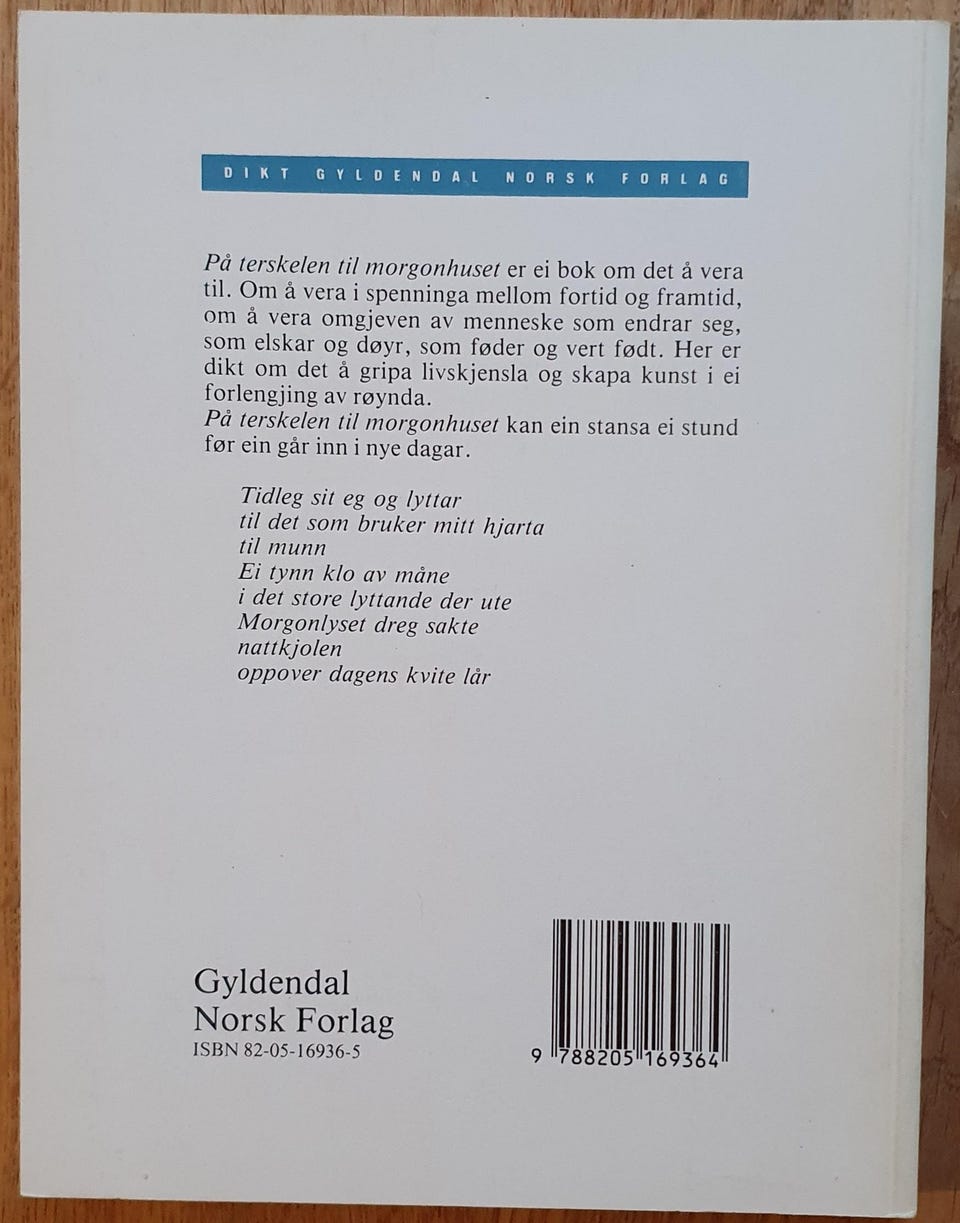 DIKT GYLDENDAL NORSK FORLAG
På terskelen til morgonhuset er ei bok om det å vera
til. Om å vera i spenninga mellom fortid og framtid,
om å vera omgjeven av menneske som endrar seg,
som elskar og døyr, som føder og vert født. Her er
dikt om det å gripa livskjensla og skapa kunst i ei
forlengjing av røynda.
På terskelen til morgonhuset kan ein stansa ei stund
før ein går inn i nye dagar.
Tidleg sit eg og lyttar
til det som bruker mitt hjarta
til munn
Ei tynn klo av måne
i det store lyttande der ute
Morgonlyset dreg sakte
nattkjolen
oppover dagens kvite lår
Gyldendal
Norsk Forlag
ISBN 82-05-16936-5
9 788205 169364